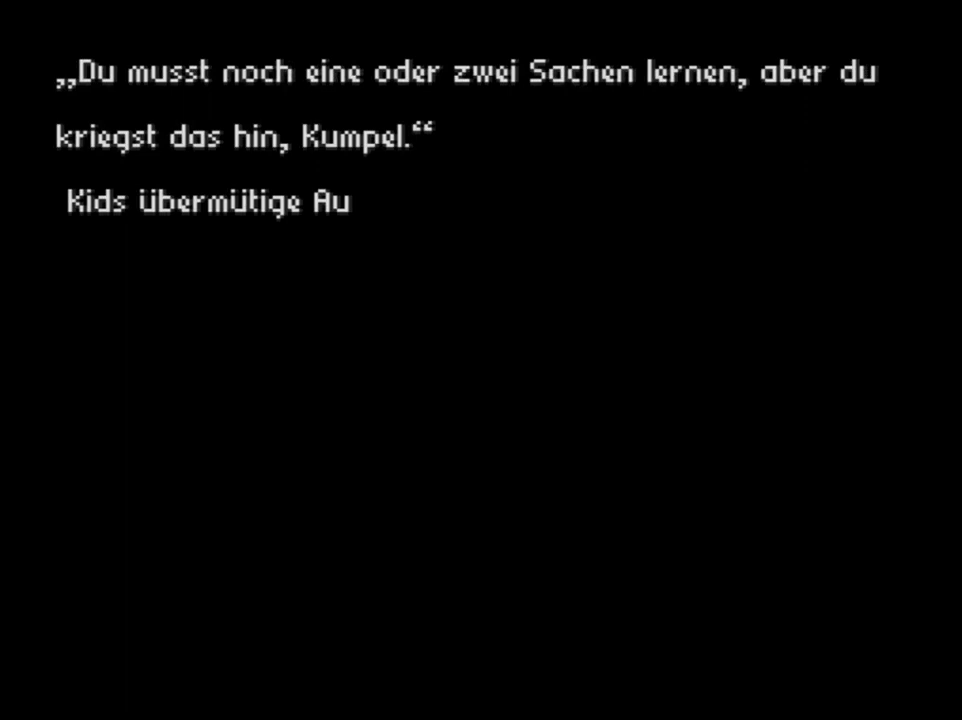 „Du musst noch eine oder zwei Sachen lernen, aber du
kriegst das hin, Kumpel.“
Kids übermütige Au